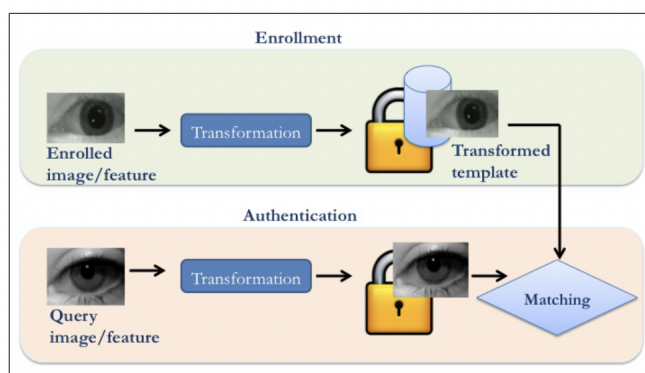 Enrollment
Transformation
Enrolled
image/feature
Transformed
template
Authentication
Transformation
Matching
Query
image/feature